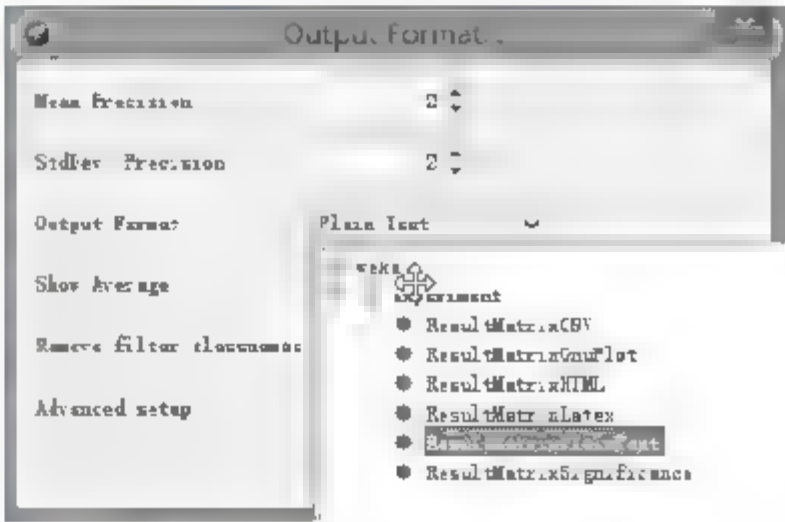 Output Format...
Mean Precision 2
StdDev Precision 2
Output Format Plain Text
Show Average
Remove filter classnames
Advanced setup
weka
experiment
ResultMatrixCSV
ResultMatrixGnuPlot
ResultMatrixHTML
ResultMatrixLatex
ResultMatrixPlainText
ResultMatrixSignificance